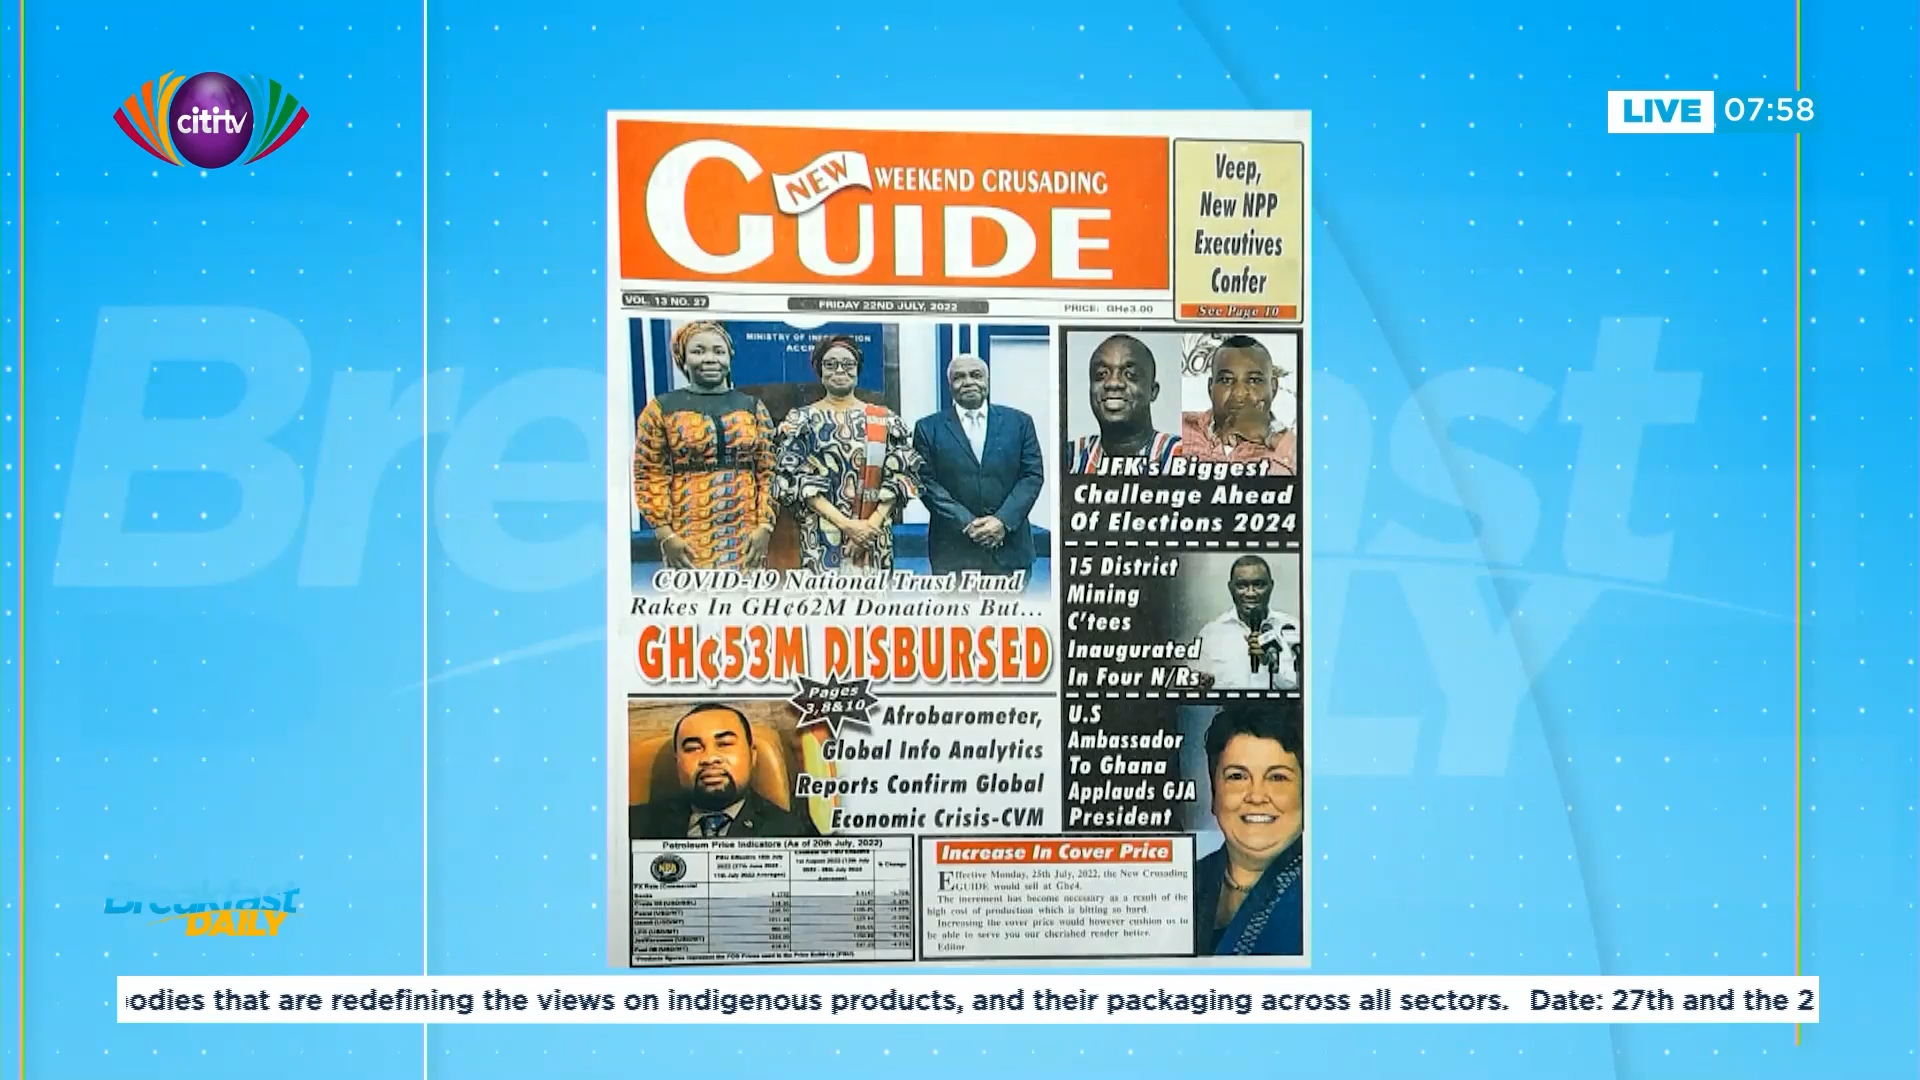 citi tv
LIVE 07:58
Breakfast
DAILY
NEW
WEEKEND CRUSADING
GUIDE
Veep,
New NPP
Executives
Confer
See Page 10
VOL. 13 NO. 27
FRIDAY 22ND JULY, 2022
PRICE: GH¢3.00
MINISTRY OF INFORMATION
COVID-19 National Trust Fund
Rakes In GH¢62M Donations But...
GH¢53M DISBURSED
Pages
3,8&10
Afrobarometer,
Global Info Analytics
Reports Confirm Global
Economic Crisis-CVM
JFK's Biggest
Challenge Ahead
Of Elections 2024
15 District
Mining
C'tees
Inaugurated
In Four N/Rs
U.S
Ambassador
To Ghana
Applauds GJA
President
Petroleum Price Indicators (As of 20th July, 2022)
% Change
Increase In Cover Price
Effective Monday, 25th July, 2022, the New Crusading
GUIDE would sell at Gh¢4.
The increment has become necessary as a result of the
high cost of production which is bitting so hard.
Increasing the cover price would however cushion us to
be able to serve you our cherished reader better.
Editor
Breakfast
DAILY
odies that are redefining the views on indigenous products, and their packaging across all sectors. Date: 27th and the 2